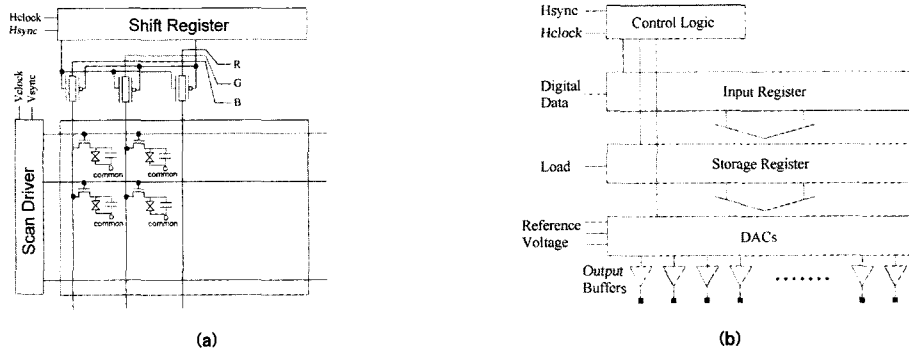 Hclock
Hsync
Shift Register
R
G
B
Vclock
Vsync
Scan Driver
common
common
common
common
(a)
Hsync
Hclock
Control Logic
Digital
Data
Input Register
Load
Storage Register
Reference
Voltage
DACs
Output
Buffers
(b)